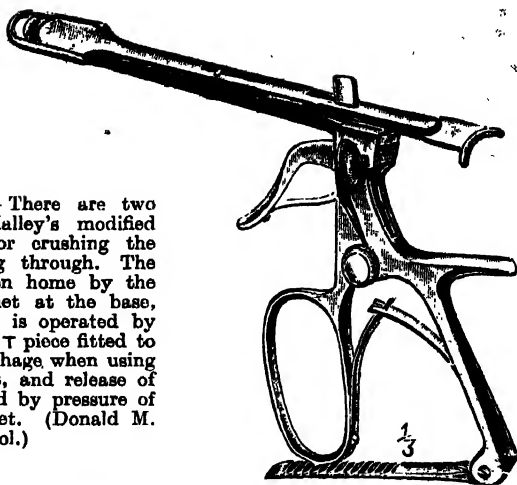 There are two
alley's modified
or crushing the
g through. The
n home by the
et at the base,
is operated by
T piece fitted to
hage when using
s, and release of
d by pressure of
et. (Donald M.
ol.)
1/3